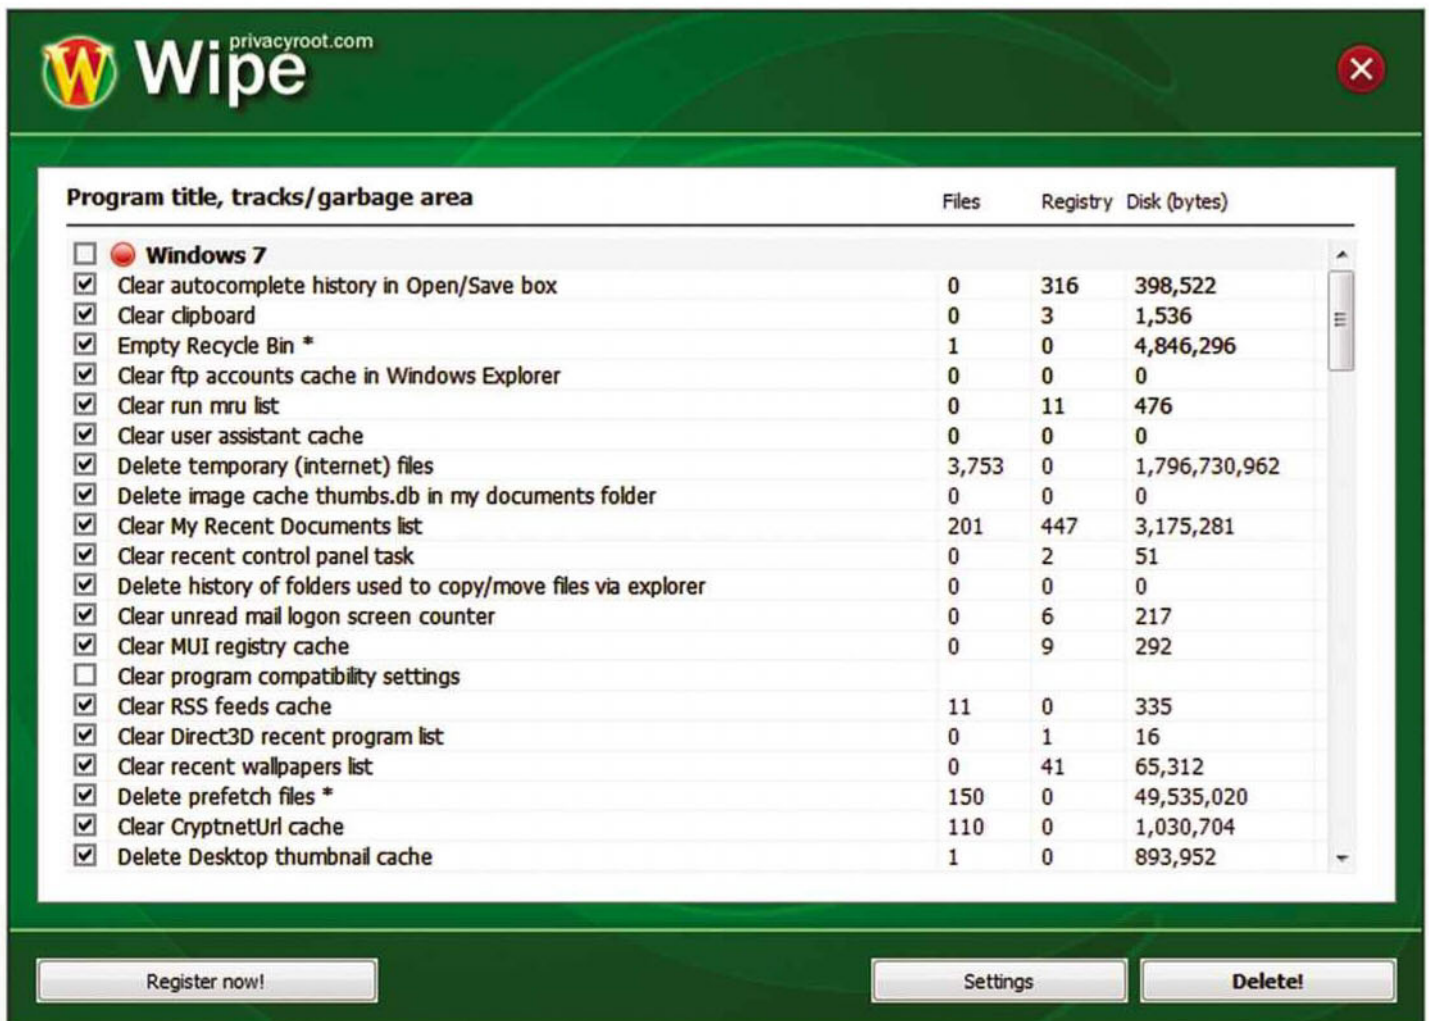 privacyroot.com
W Wipe
Program title, tracks/garbage area Files Registry Disk (bytes)
Windows 7
Clear autocomplete history in Open/Save box 0 316 398,522
Clear clipboard 0 3 1,536
Empty Recycle Bin * 1 0 4,846,296
Clear ftp accounts cache in Windows Explorer 0 0 0
Clear run mru list 0 11 476
Clear user assistant cache 0 0 0
Delete temporary (internet) files 3,753 0 1,796,730,962
Delete image cache thumbs.db in my documents folder 0 0 0
Clear My Recent Documents list 201 447 3,175,281
Clear recent control panel task 0 2 51
Delete history of folders used to copy/move files via explorer 0 0 0
Clear unread mail logon screen counter 0 6 217
Clear MUI registry cache 0 9 292
Clear program compatibility settings
Clear RSS feeds cache 11 0 335
Clear Direct3D recent program list 0 1 16
Clear recent wallpapers list 0 41 65,312
Delete prefetch files * 150 0 49,535,020
Clear CryptnetUrl cache 110 0 1,030,704
Delete Desktop thumbnail cache 1 0 893,952
Register now! Settings Delete!